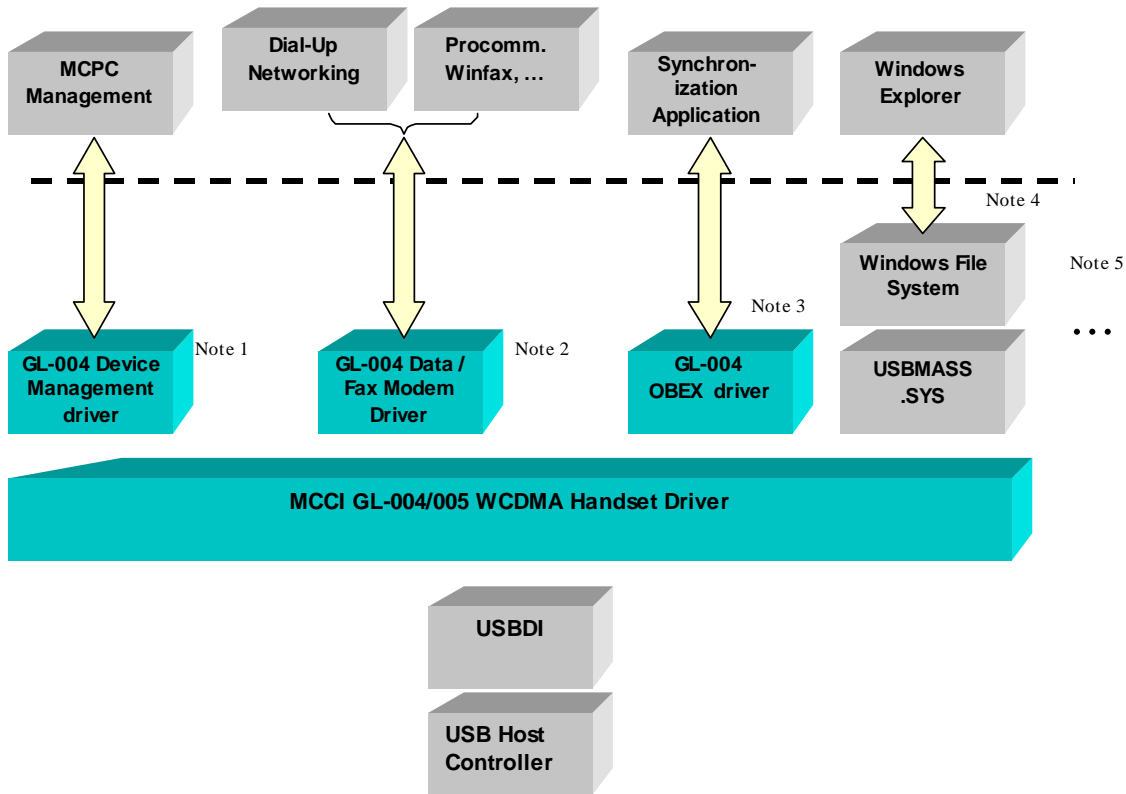 MCPC
Management
Dial-Up
Networking
Procomm.
Winfax, …
Synchron-
ization
Application
Windows
Explorer
Note 4
Windows File
System
Note 5
Note 3
Note 1
Note 2
• • •
GL-004 Device
Management
driver
GL-004 Data /
Fax Modem
Driver
GL-004
OBEX driver
USBMASS
.SYS
MCCI GL-004/005 WCDMA Handset Driver
USBDI
USB Host
Controller